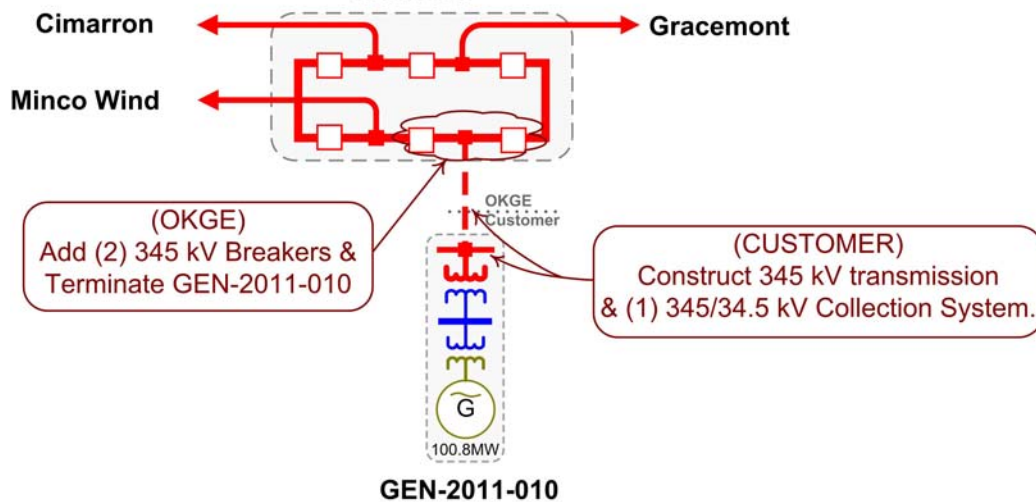 Cimarron
Gracemont
Minco Wind
OKGE
Customer
(OKGE)
Add (2) 345 kV Breakers &
Terminate GEN-2011-010
(CUSTOMER)
Construct 345 kV transmission
& (1) 345/34.5 kV Collection System.
G
100.8MW
GEN-2011-010